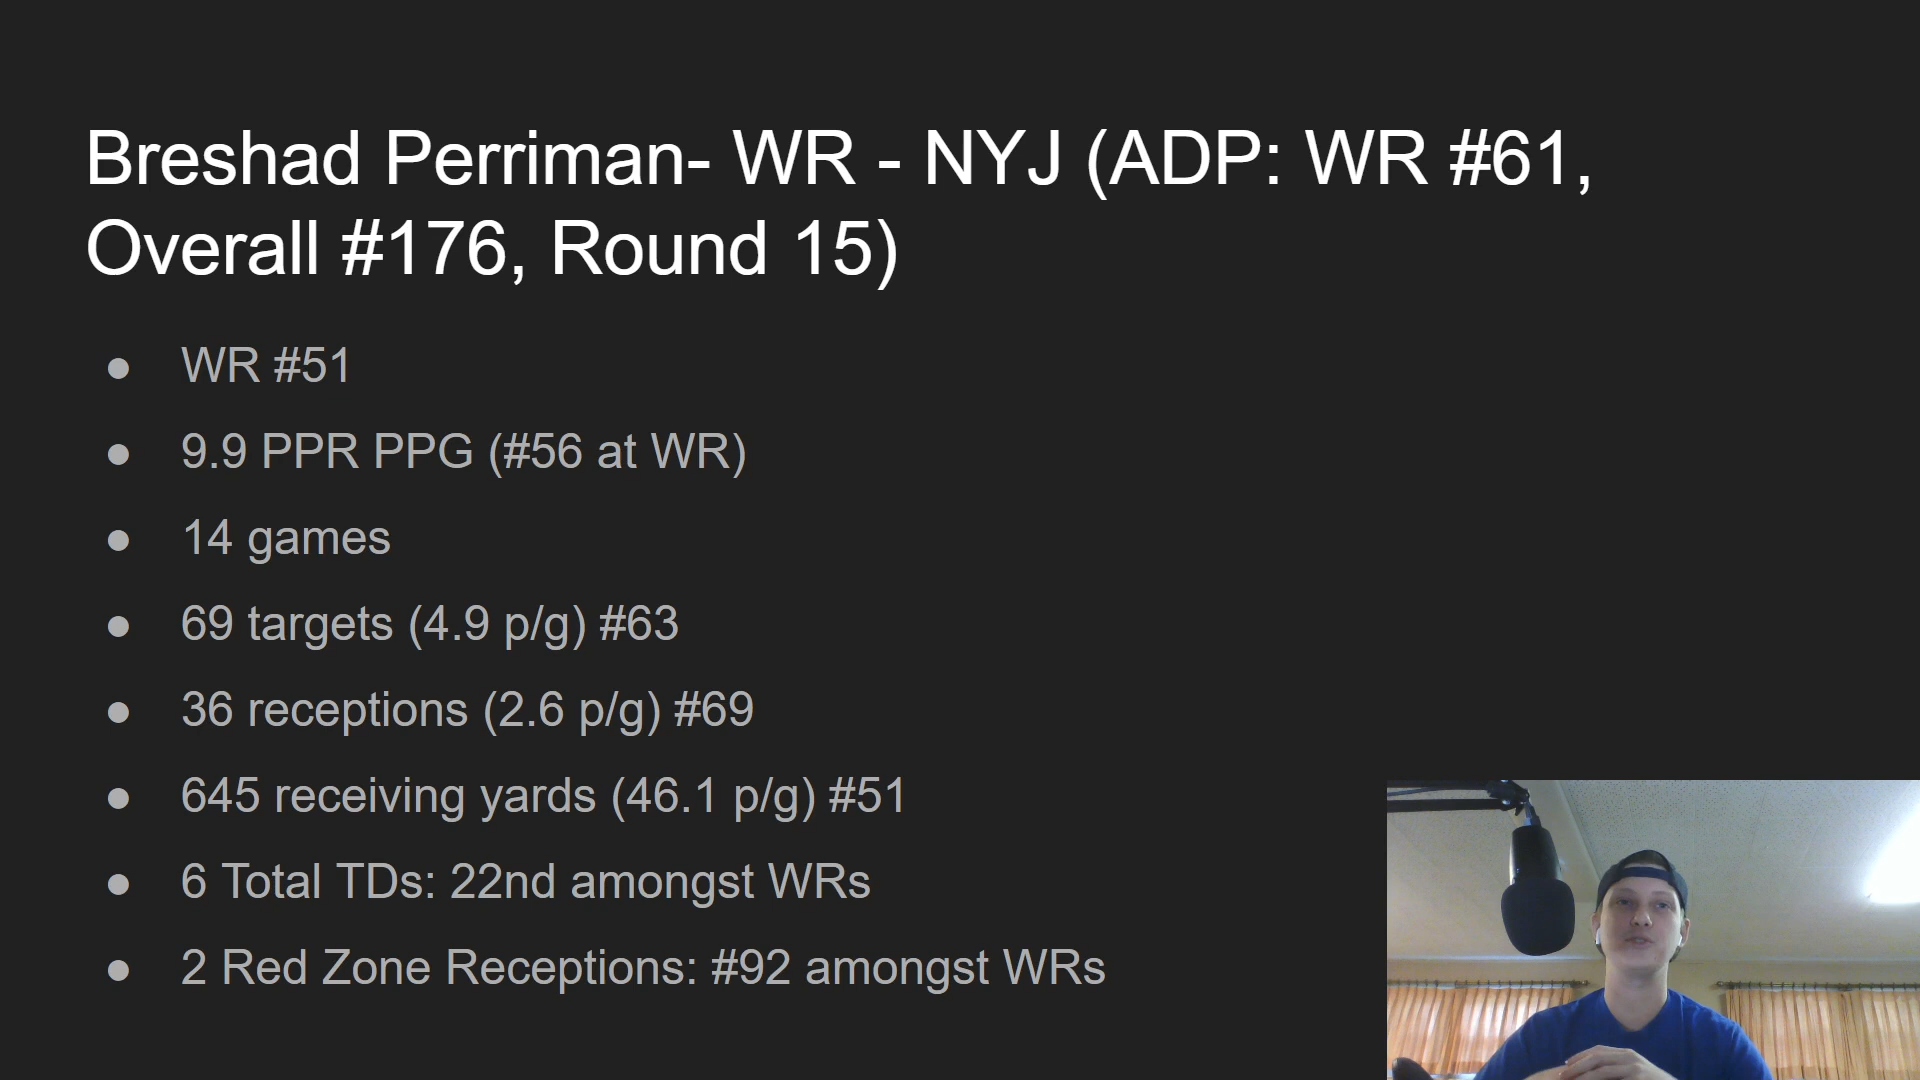 Breshad Perriman- WR - NYJ (ADP: WR #61,
Overall #176, Round 15)
● WR #51
● 9.9 PPR PPG (#56 at WR)
● 14 games
● 69 targets (4.9 p/g) #63
● 36 receptions (2.6 p/g) #69
● 645 receiving yards (46.1 p/g) #51
● 6 Total TDs: 22nd amongst WRs
● 2 Red Zone Receptions: #92 amongst WRs